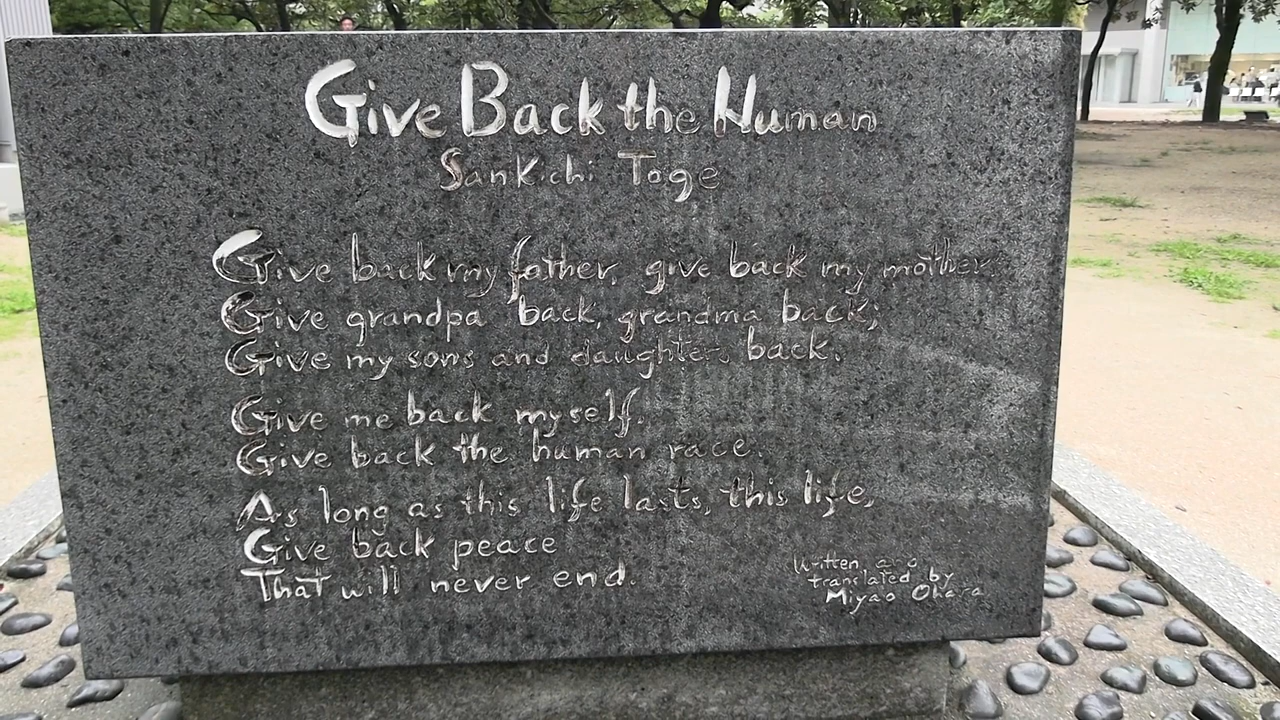 Give Back the Human
SanKichi Toge
Give back my father, give back my mother,
Give grandpa back, grandma back;
Give my sons and daughters back.
Give me back myself.
Give back the human race.
As long as this life lasts, this life,
Give back peace
That will never end.
Written and
translated by
Miyao Ohara